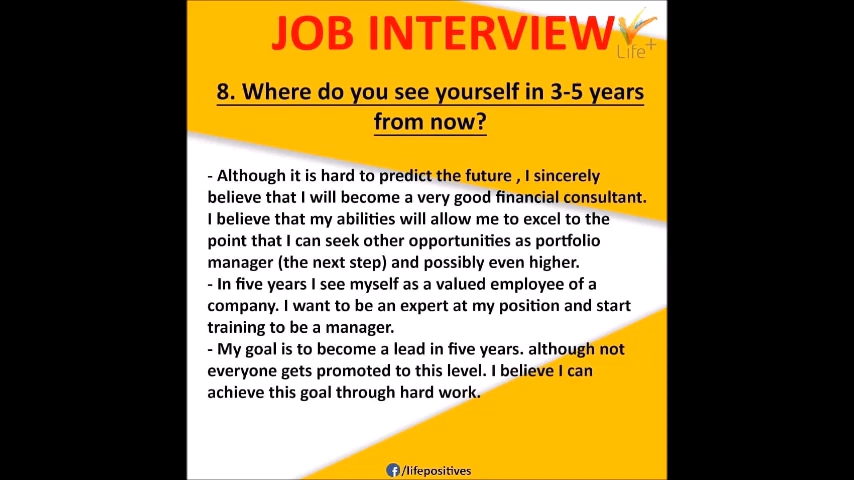 JOB INTERVIEW
Life+
8. Where do you see yourself in 3-5 years
from now?
- Although it is hard to predict the future , I sincerely
believe that I will become a very good financial consultant.
I believe that my abilities will allow me to excel to the
point that I can seek other opportunities as portfolio
manager (the next step) and possibly even higher.
- In five years I see myself as a valued employee of a
company. I want to be an expert at my position and start
training to be a manager.
- My goal is to become a lead in five years. although not
everyone gets promoted to this level. I believe I can
achieve this goal through hard work.
f/lifepositives